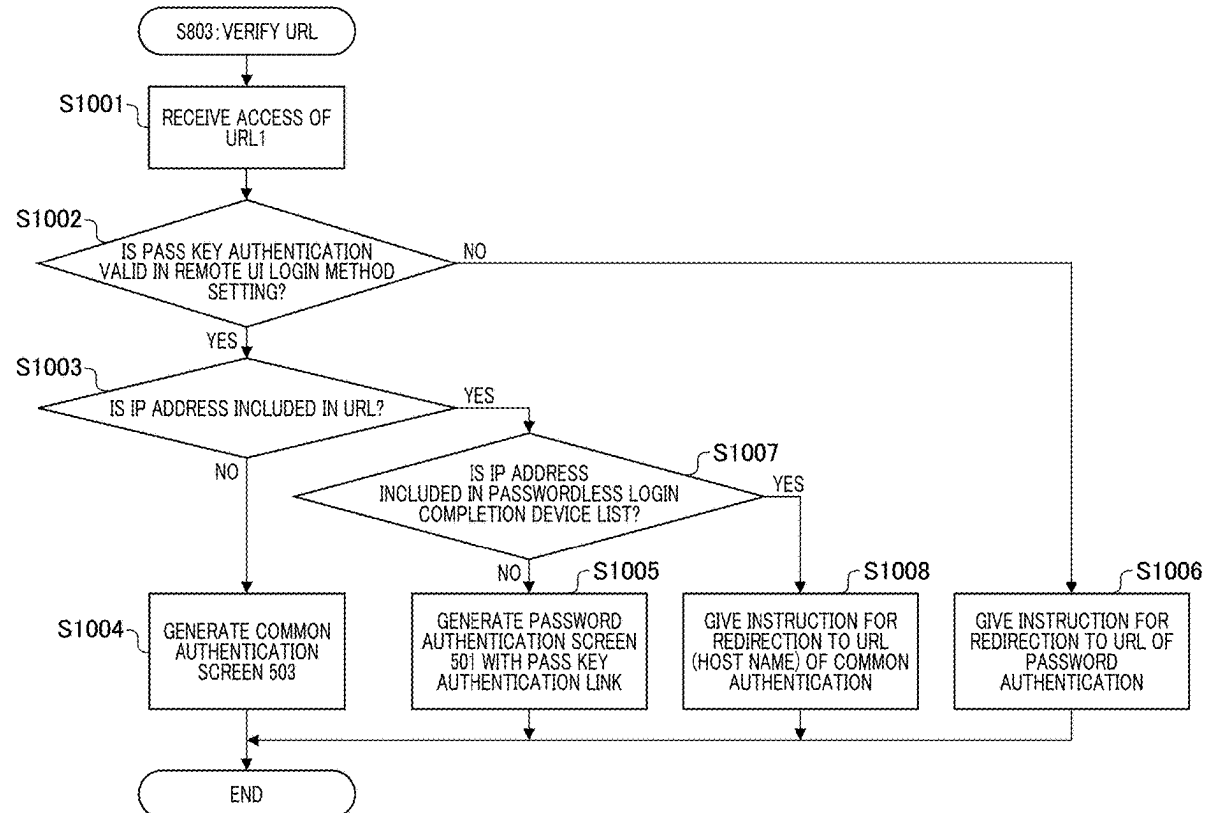 S803:VERIFY URL
S1001
RECEIVE ACCESS OF
URL1
S1002
IS PASS KEY AUTHENTICATION
VALID IN REMOTE UI LOGIN METHOD
SETTING?
NO
YES
S1003
IS IP ADDRESS INCLUDED IN URL?
YES
NO
S1007
IS IP ADDRESS
INCLUDED IN PASSWORDLESS LOGIN
COMPLETION DEVICE LIST?
YES
NO
S1004
GENERATE COMMON
AUTHENTICATION
SCREEN 503
S1005
GENERATE PASSWORD
AUTHENTICATION SCREEN
501 WITH PASS KEY
AUTHENTICATION LINK
S1008
GIVE INSTRUCTION FOR
REDIRECTION TO URL
(HOST NAME) OF COMMON
AUTHENTICATION
S1006
GIVE INSTRUCTION FOR
REDIRECTION TO URL OF
PASSWORD
AUTHENTICATION
END